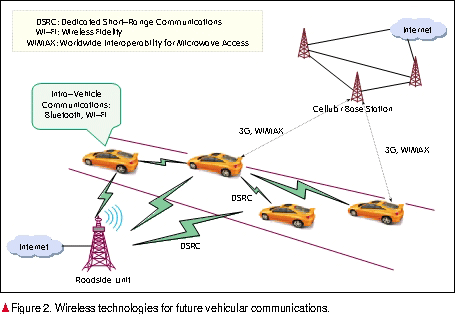 DSRC: Dedicated Short-Range Communications
Wi-Fi: Wireless Fidelity
WiMAX: Worldwide Interoperability for Microwave Access
Internet
Intra-Vehicle
Communications:
Bluetooth, Wi-Fi
Cellular Base Station
3G, WiMAX
3G, WiMAX
DSRC
DSRC
Internet
Roadside Unit
▲Figure 2. Wireless technologies for future vehicular communications.